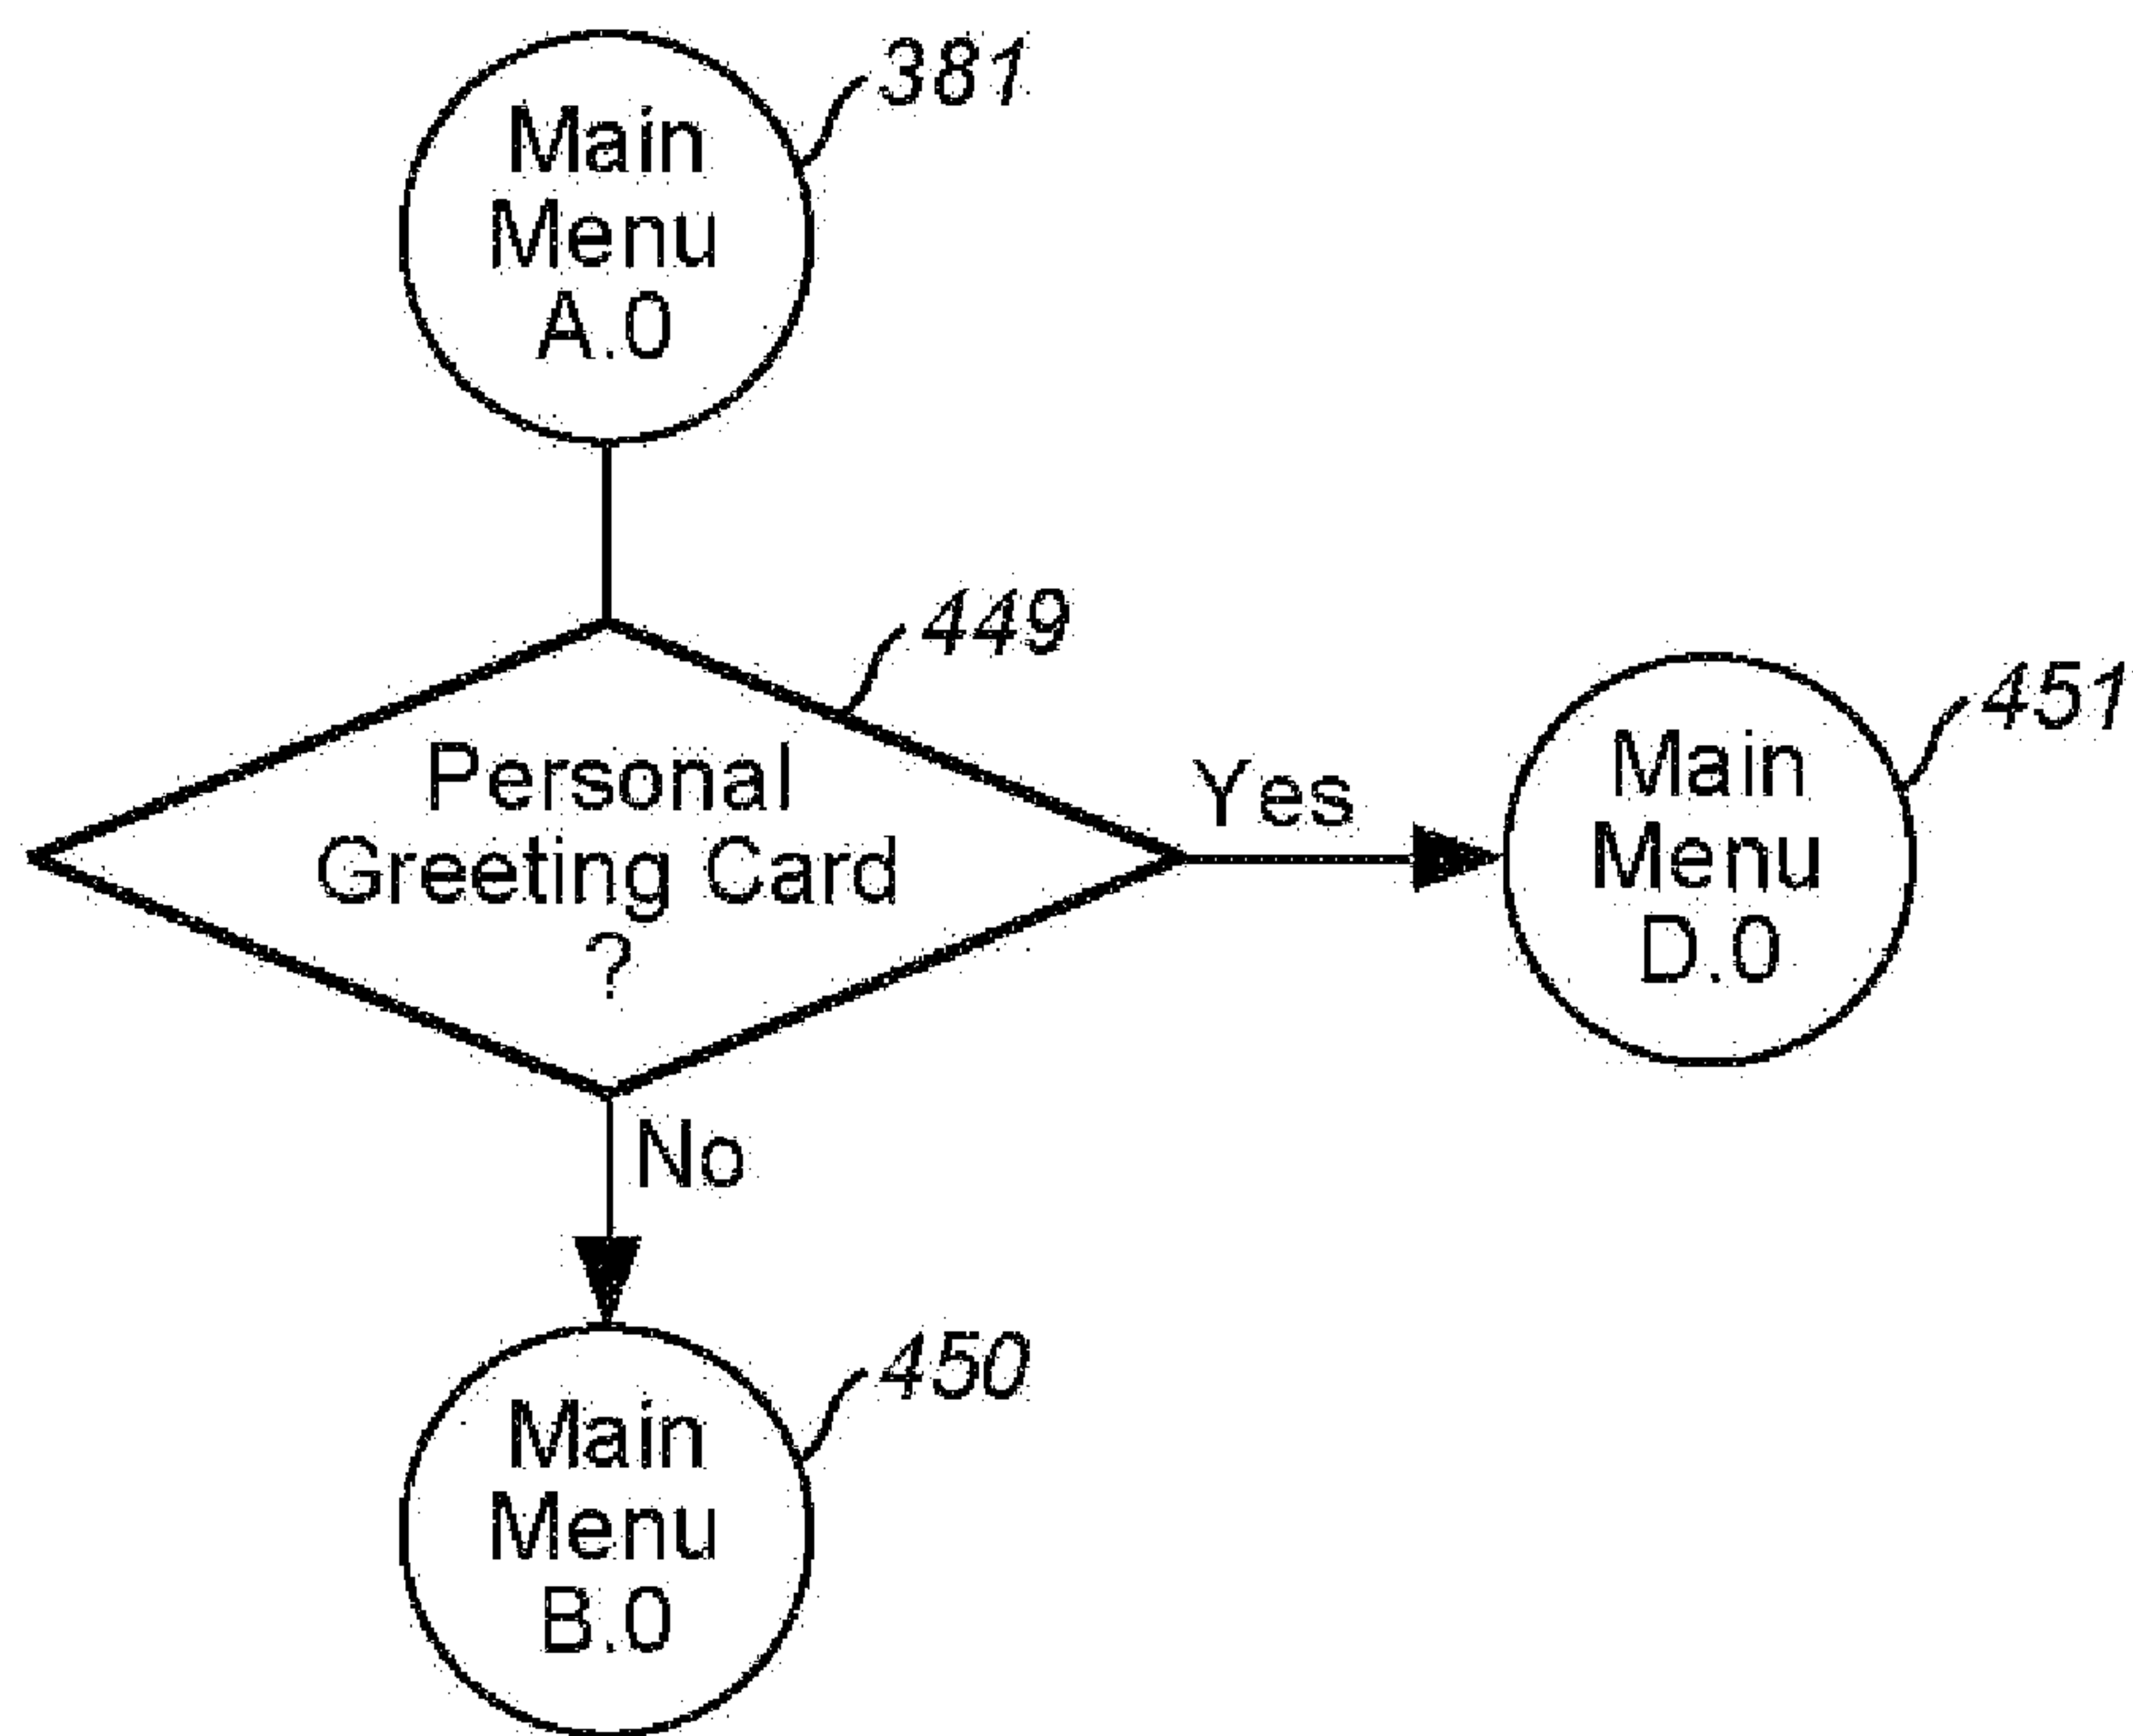 Main
Menu
A.0
381
Personal
Greeting Card
?
449
Yes
Main
Menu
D.0
451
No
Main
Menu
B.0
450